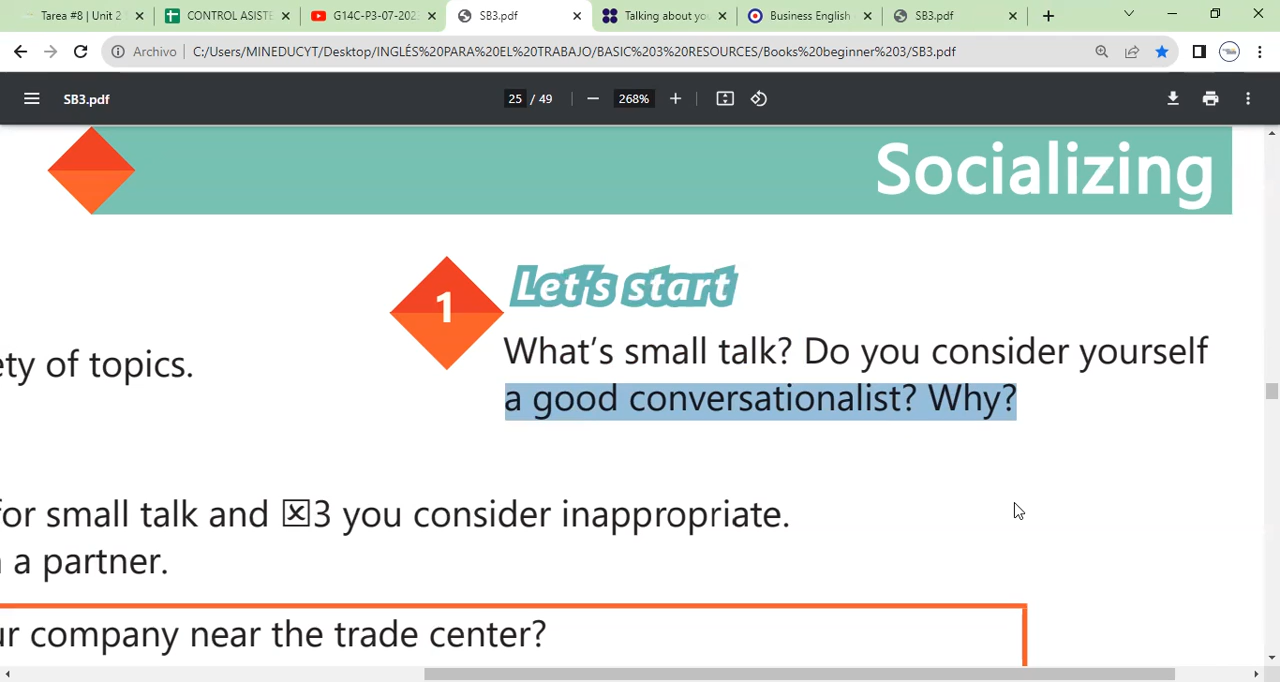 Tarea #8 | Unit 2
CONTROL ASIST
G14C-P3-07-202
SB3.pdf
Talking about yo
Business English
SB3.pdf
Archivo
C:/Users/MINEDUCYT/Desktop/INGLÉS%20PARA%20EL%20TRABAJO/BASIC%203%20RESOURCES/Books%20beginner%203/SB3.pdf
SB3.pdf
25 / 49
268%
Socializing
1
Let's start
What's small talk? Do you consider yourself
a good conversationalist? Why?
ety of topics.
for small talk and ☒3 you consider inappropriate.
a partner.
ur company near the trade center?